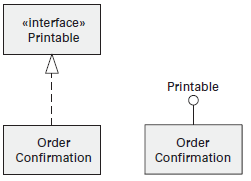 «interface»
Printable
Order
Confirmation
Printable
Order
Confirmation